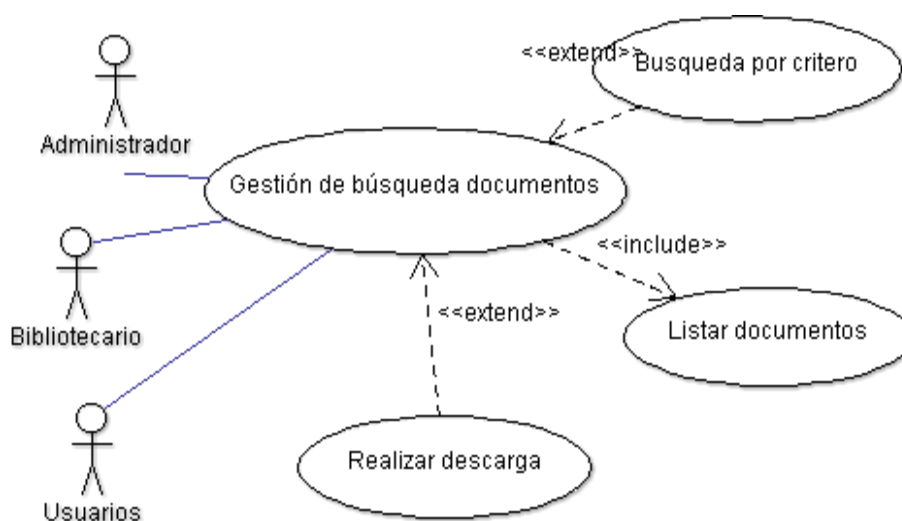 <<extend>>
Busqueda por critero
Administrador
Gestión de búsqueda documentos
<<include>>
Bibliotecario
<<extend>>
Listar documentos
Realizar descarga
Usuarios